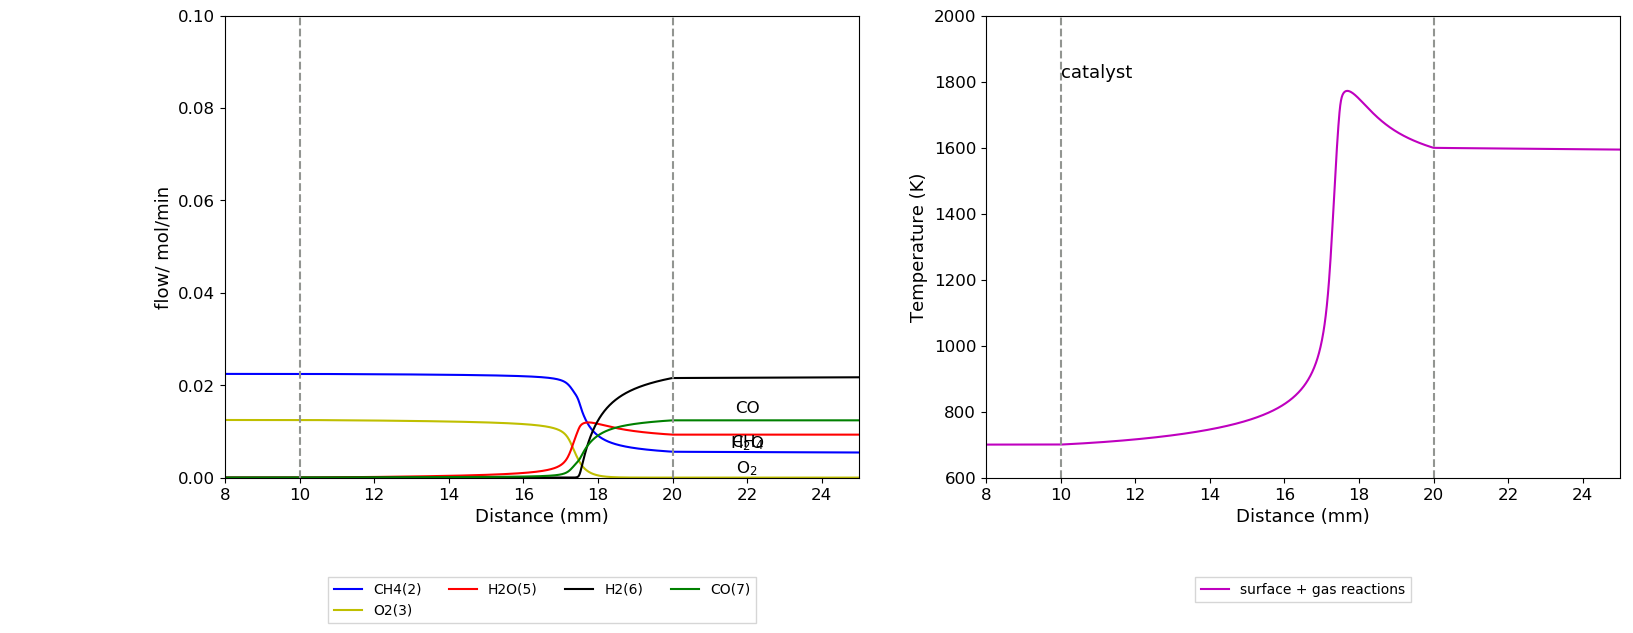 0.10
0.08
0.06
0.04
0.02
0.00
flow/ mol/min
CO
CH₄
H₂O
O₂
8 10 12 14 16 18 20 22 24
Distance (mm)
CH4(2) H2O(5) H2(6) CO(7)
O2(3)
2000
1800
1600
1400
1200
1000
800
600
Temperature (K)
catalyst
8 10 12 14 16 18 20 22 24
Distance (mm)
surface + gas reactions